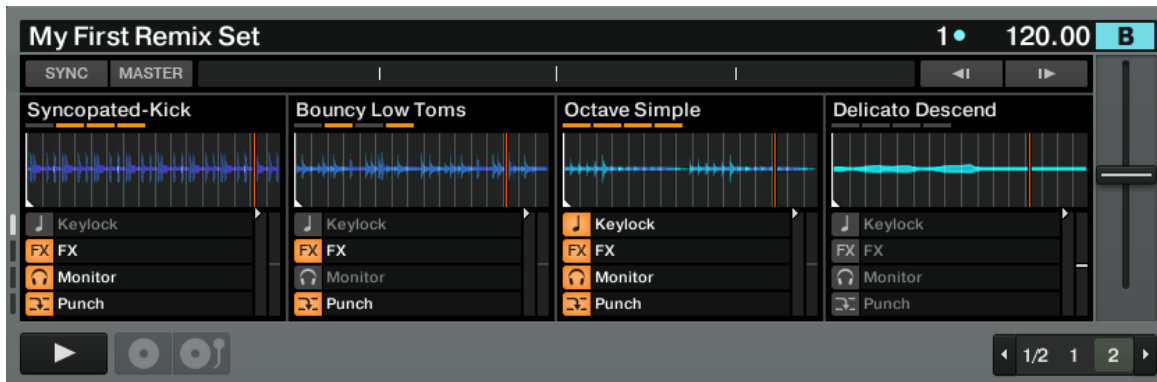 My First Remix Set 1 120.00 B
SYNC MASTER
Syncopated-Kick Bouncy Low Toms Octave Simple Delicato Descend
Keylock Keylock Keylock Keylock
FX FX FX FX FX FX FX FX
Monitor Monitor Monitor Monitor
Punch Punch Punch Punch
1/2 1 2